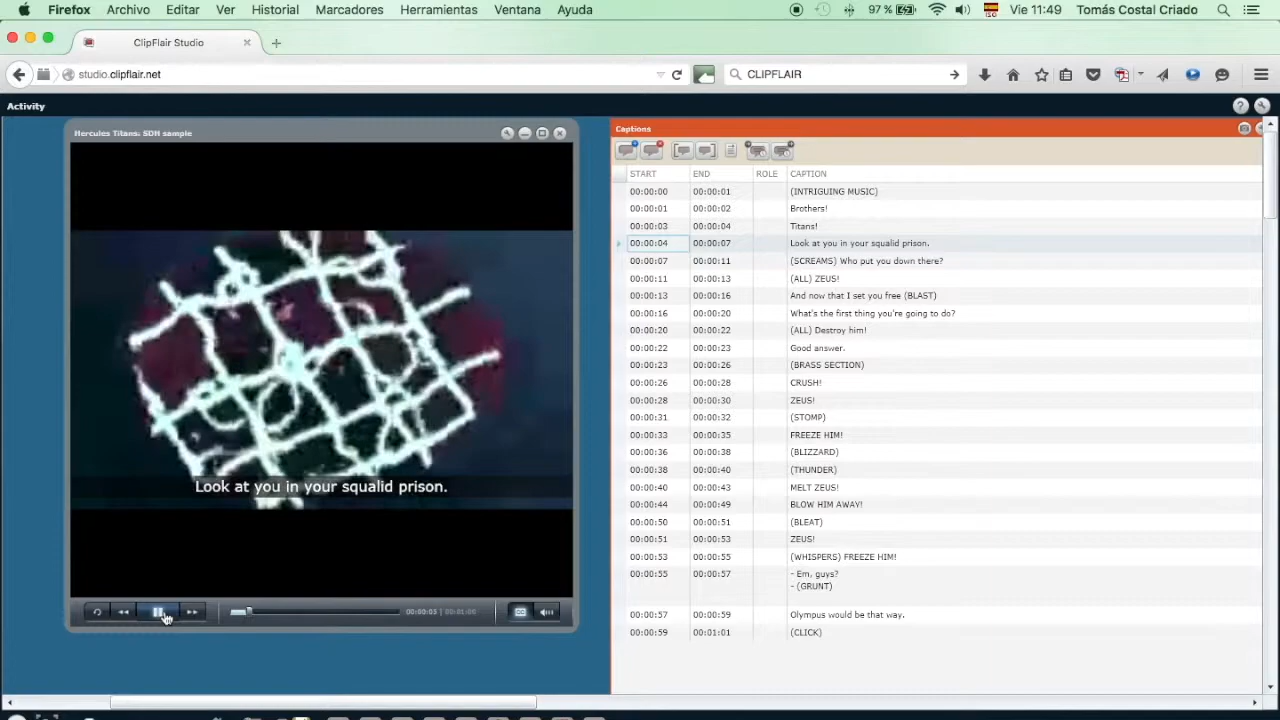 Firefox Archivo Editar Ver Historial Marcadores Herramientas Ventana Ayuda 97 % ISO Vie 11:49 Tomás Costal Criado
ClipFlair Studio
studio.clipflair.net CLIPFLAIR
Activity
Hercules Titans: SDH sample
Captions
START END ROLE CAPTION
00:00:00 00:00:01 (INTRIGUING MUSIC)
00:00:01 00:00:02 Brothers!
00:00:03 00:00:04 Titans!
00:00:04 00:00:07 Look at you in your squalid prison.
00:00:07 00:00:11 (SCREAMS) Who put you down there?
00:00:11 00:00:13 (ALL) ZEUS!
00:00:13 00:00:16 And now that I set you free (BLAST)
00:00:16 00:00:20 What's the first thing you're going to do?
00:00:20 00:00:22 (ALL) Destroy him!
00:00:22 00:00:23 Good answer.
00:00:23 00:00:26 (BRASS SECTION)
00:00:26 00:00:28 CRUSH!
00:00:28 00:00:30 ZEUS!
00:00:31 00:00:32 (STOMP)
00:00:33 00:00:35 FREEZE HIM!
00:00:36 00:00:38 (BLIZZARD)
00:00:38 00:00:40 (THUNDER)
00:00:40 00:00:43 MELT ZEUS!
00:00:44 00:00:49 BLOW HIM AWAY!
00:00:50 00:00:51 (BLEAT)
00:00:51 00:00:53 ZEUS!
00:00:53 00:00:55 (WHISPERS) FREEZE HIM!
00:00:55 00:00:57 - Em, guys?
- (GRUNT)
00:00:57 00:00:59 Olympus would be that way.
00:00:59 00:01:01 (CLICK)
Look at you in your squalid prison.
00:00:03 | 00:01:00
CC